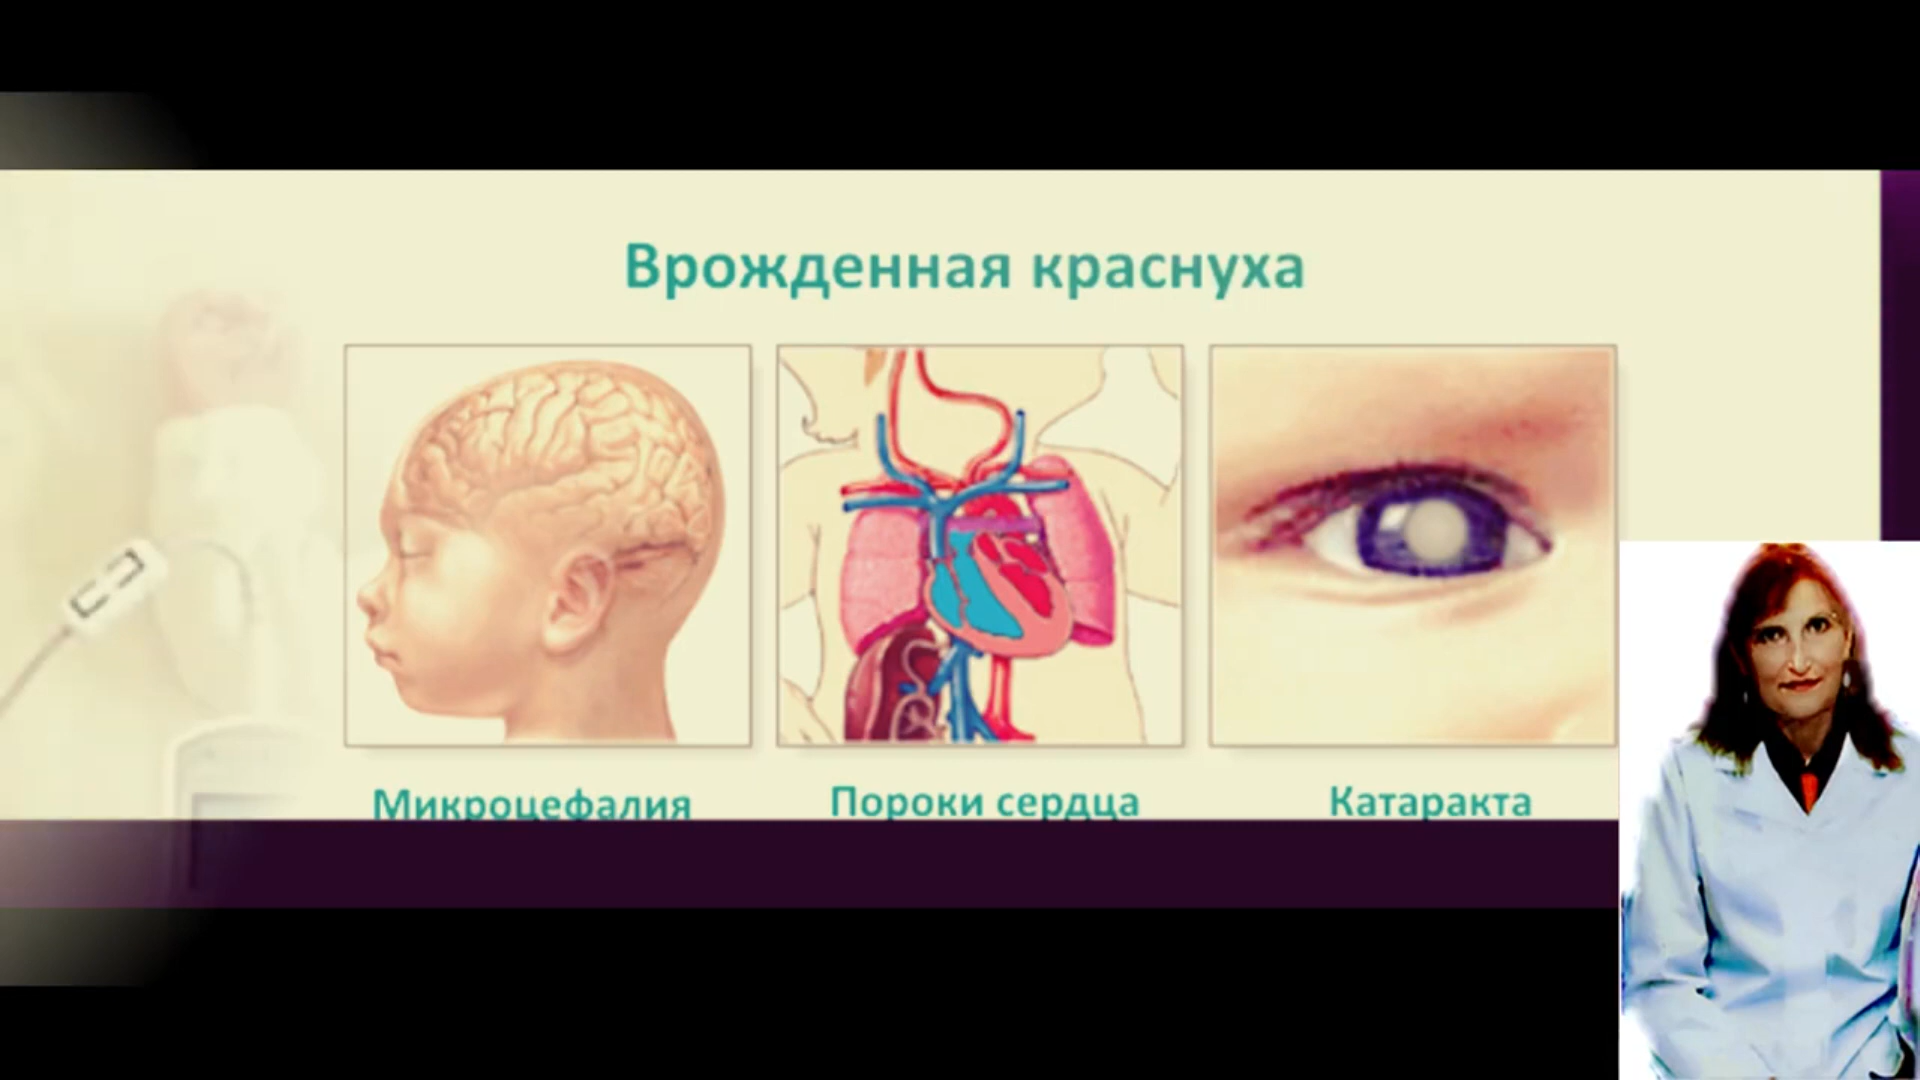 Врожденная краснуха
Микроцефалия
Пороки сердца
Катаракта